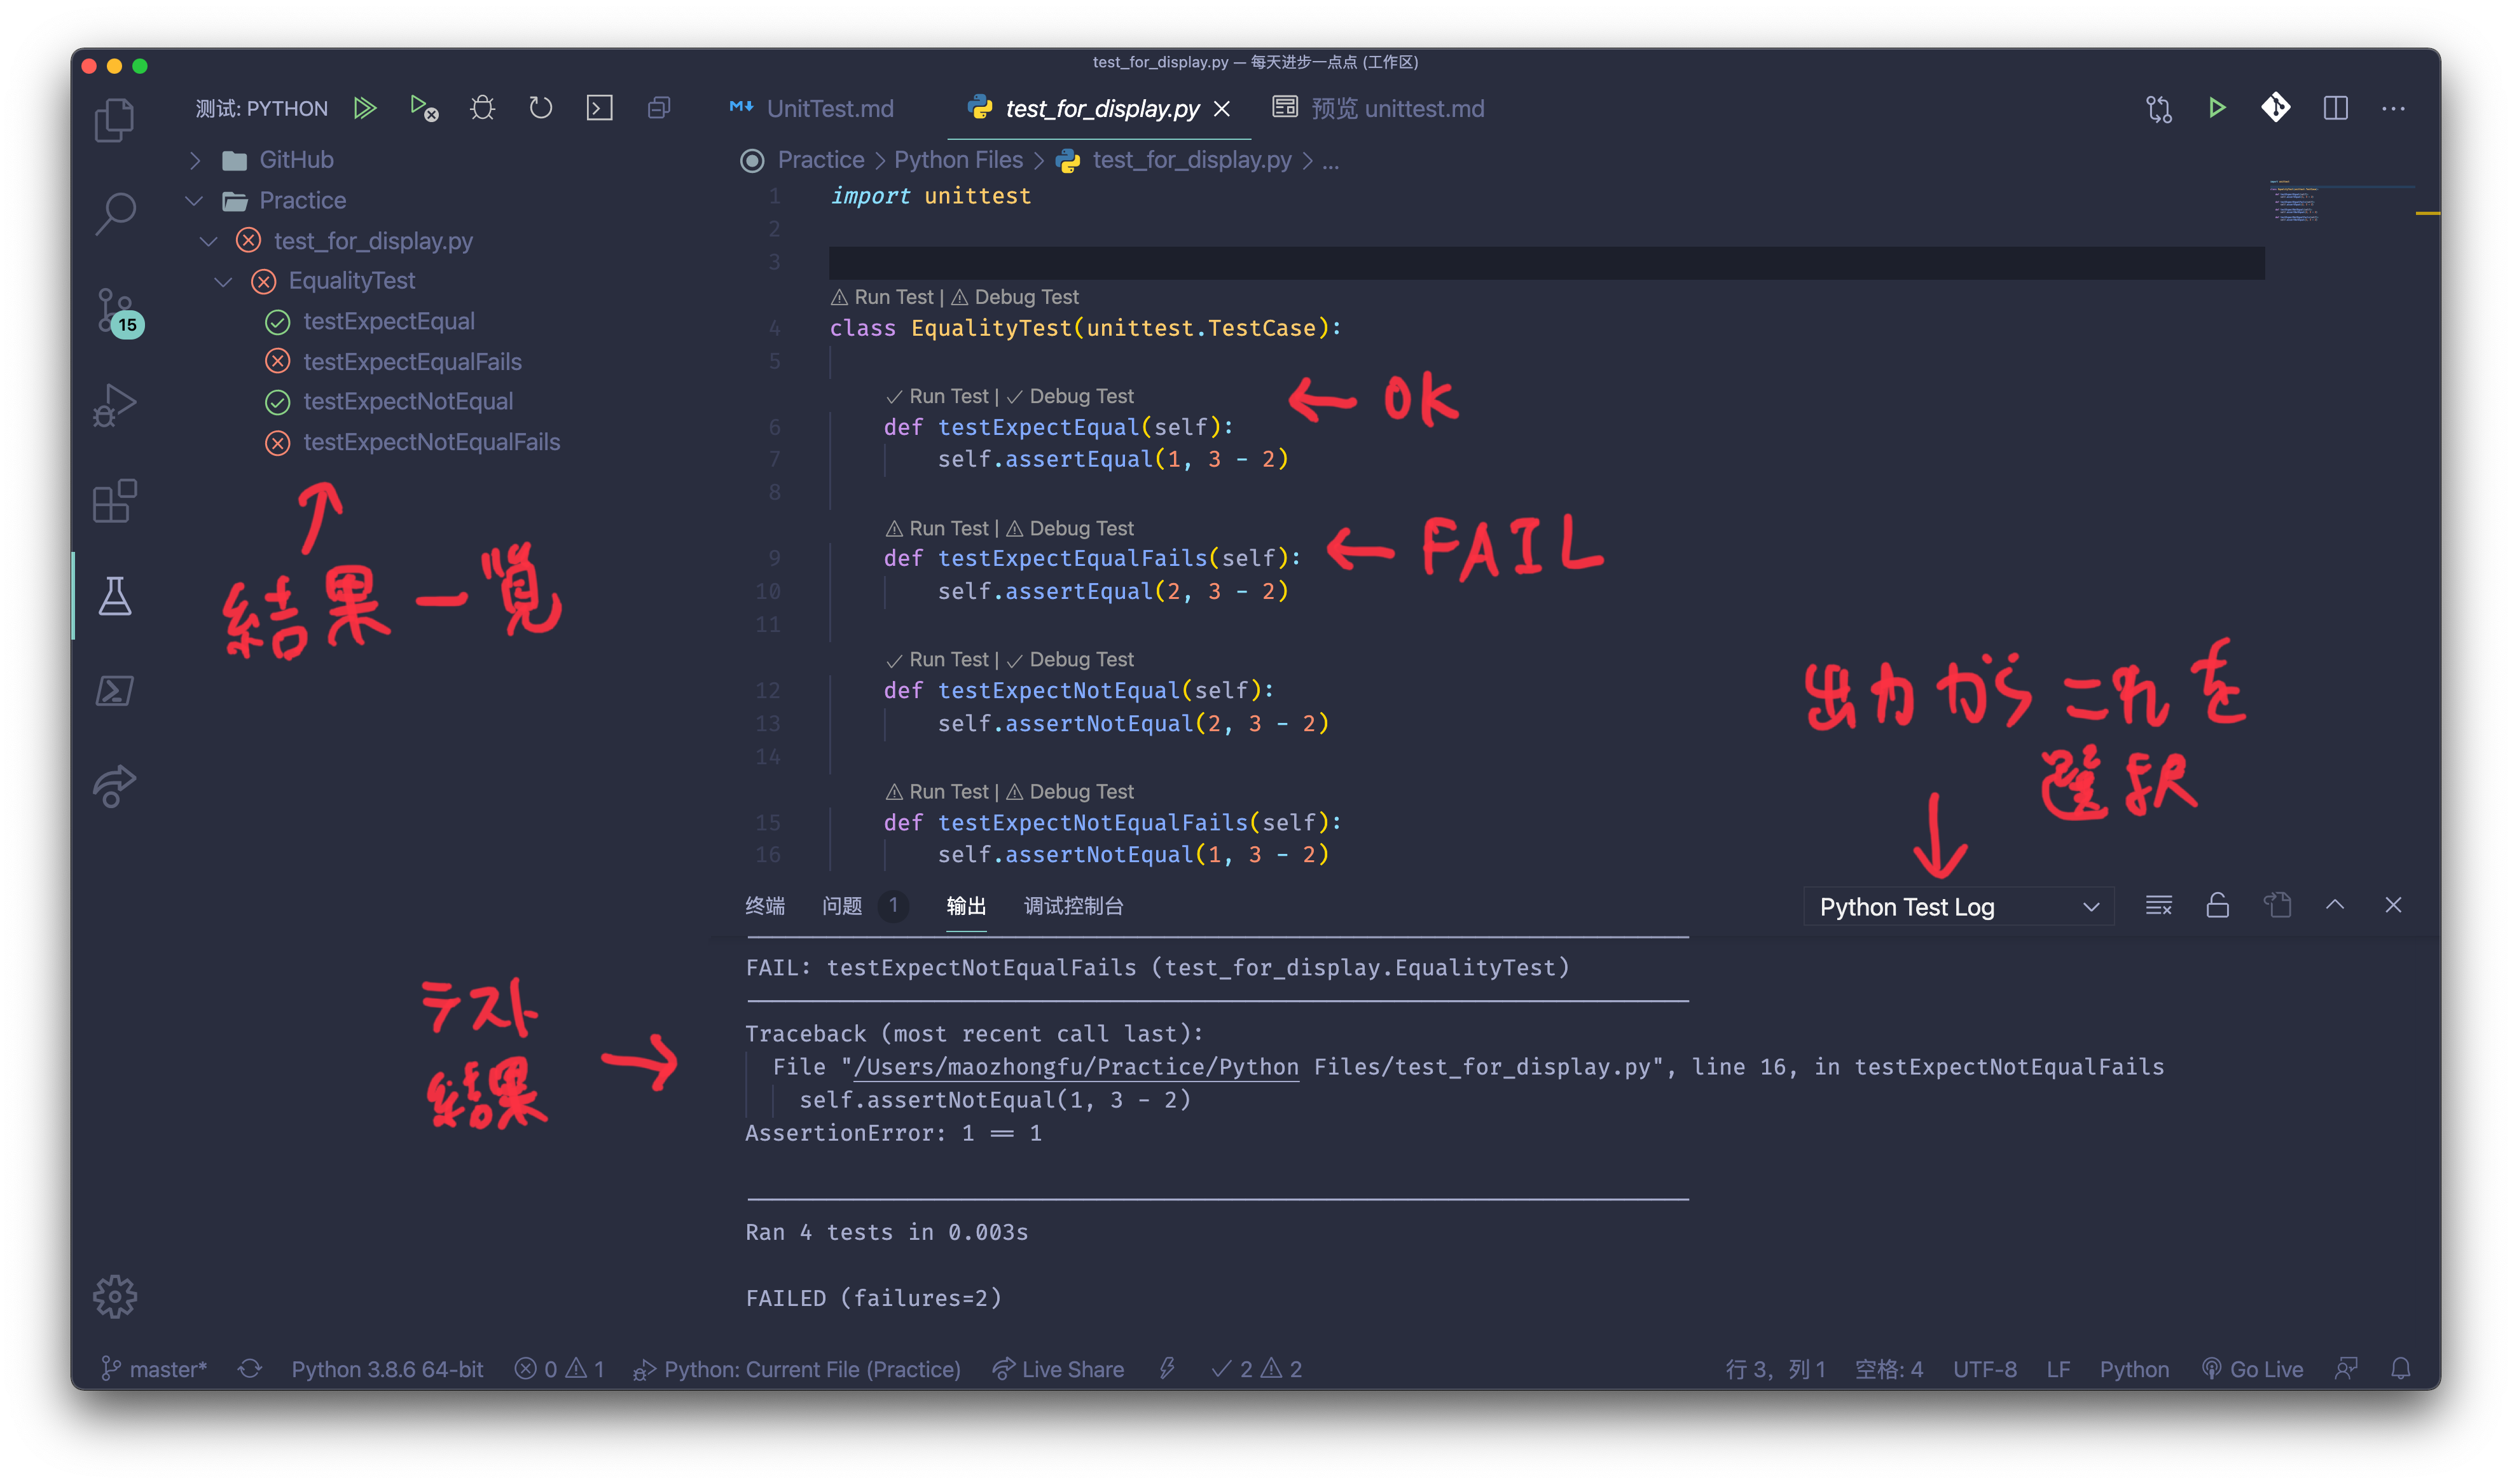 test_for_display.py — 每天进步一点点 (工作区)
测试: PYTHON
UnitTest.md
test_for_display.py
预览 unittest.md
GitHub
Practice
test_for_display.py
EqualityTest
testExpectEqual
testExpectEqualFails
testExpectNotEqual
testExpectNotEqualFails
15
結果一覧
Practice > Python Files > test_for_display.py > ...
1 import unittest
2
3
Run Test | Debug Test
4 class EqualityTest(unittest.TestCase):
5
Run Test | Debug Test
← OK
6 def testExpectEqual(self):
7 self.assertEqual(1, 3 - 2)
8
Run Test | Debug Test
9 def testExpectEqualFails(self):
← FAIL
10 self.assertEqual(2, 3 - 2)
11
Run Test | Debug Test
12 def testExpectNotEqual(self):
13 self.assertNotEqual(2, 3 - 2)
14
Run Test | Debug Test
15 def testExpectNotEqualFails(self):
16 self.assertNotEqual(1, 3 - 2)
出力からこれを
選択
终端 问题 1 输出 调试控制台
Python Test Log
テスト
結果
FAIL: testExpectNotEqualFails (test_for_display.EqualityTest)
Traceback (most recent call last):
File "/Users/maozhongfu/Practice/Python Files/test_for_display.py", line 16, in testExpectNotEqualFails
self.assertNotEqual(1, 3 - 2)
AssertionError: 1 == 1
Ran 4 tests in 0.003s
FAILED (failures=2)
master* Python 3.8.6 64-bit 0 1 Python: Current File (Practice) Live Share 2 2 行 3，列 1 空格: 4 UTF-8 LF Python Go Live